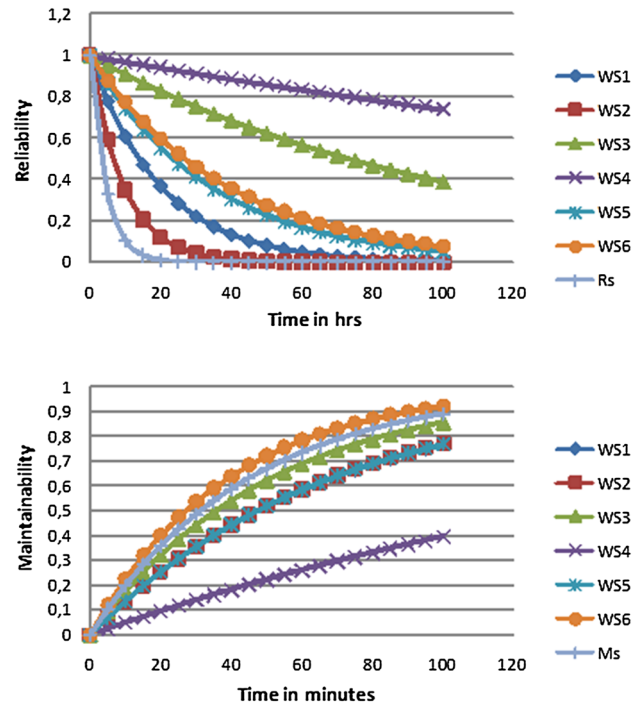 1,2
1
0,8
0,6
0,4
0,2
0
Reliability
0 20 40 60 80 100 120
Time in hrs
WS1
WS2
WS3
WS4
WS5
WS6
Rs
1
0,9
0,8
0,7
0,6
0,5
0,4
0,3
0,2
0,1
0
Maintainability
0 20 40 60 80 100 120
Time in minutes
WS1
WS2
WS3
WS4
WS5
WS6
Ms